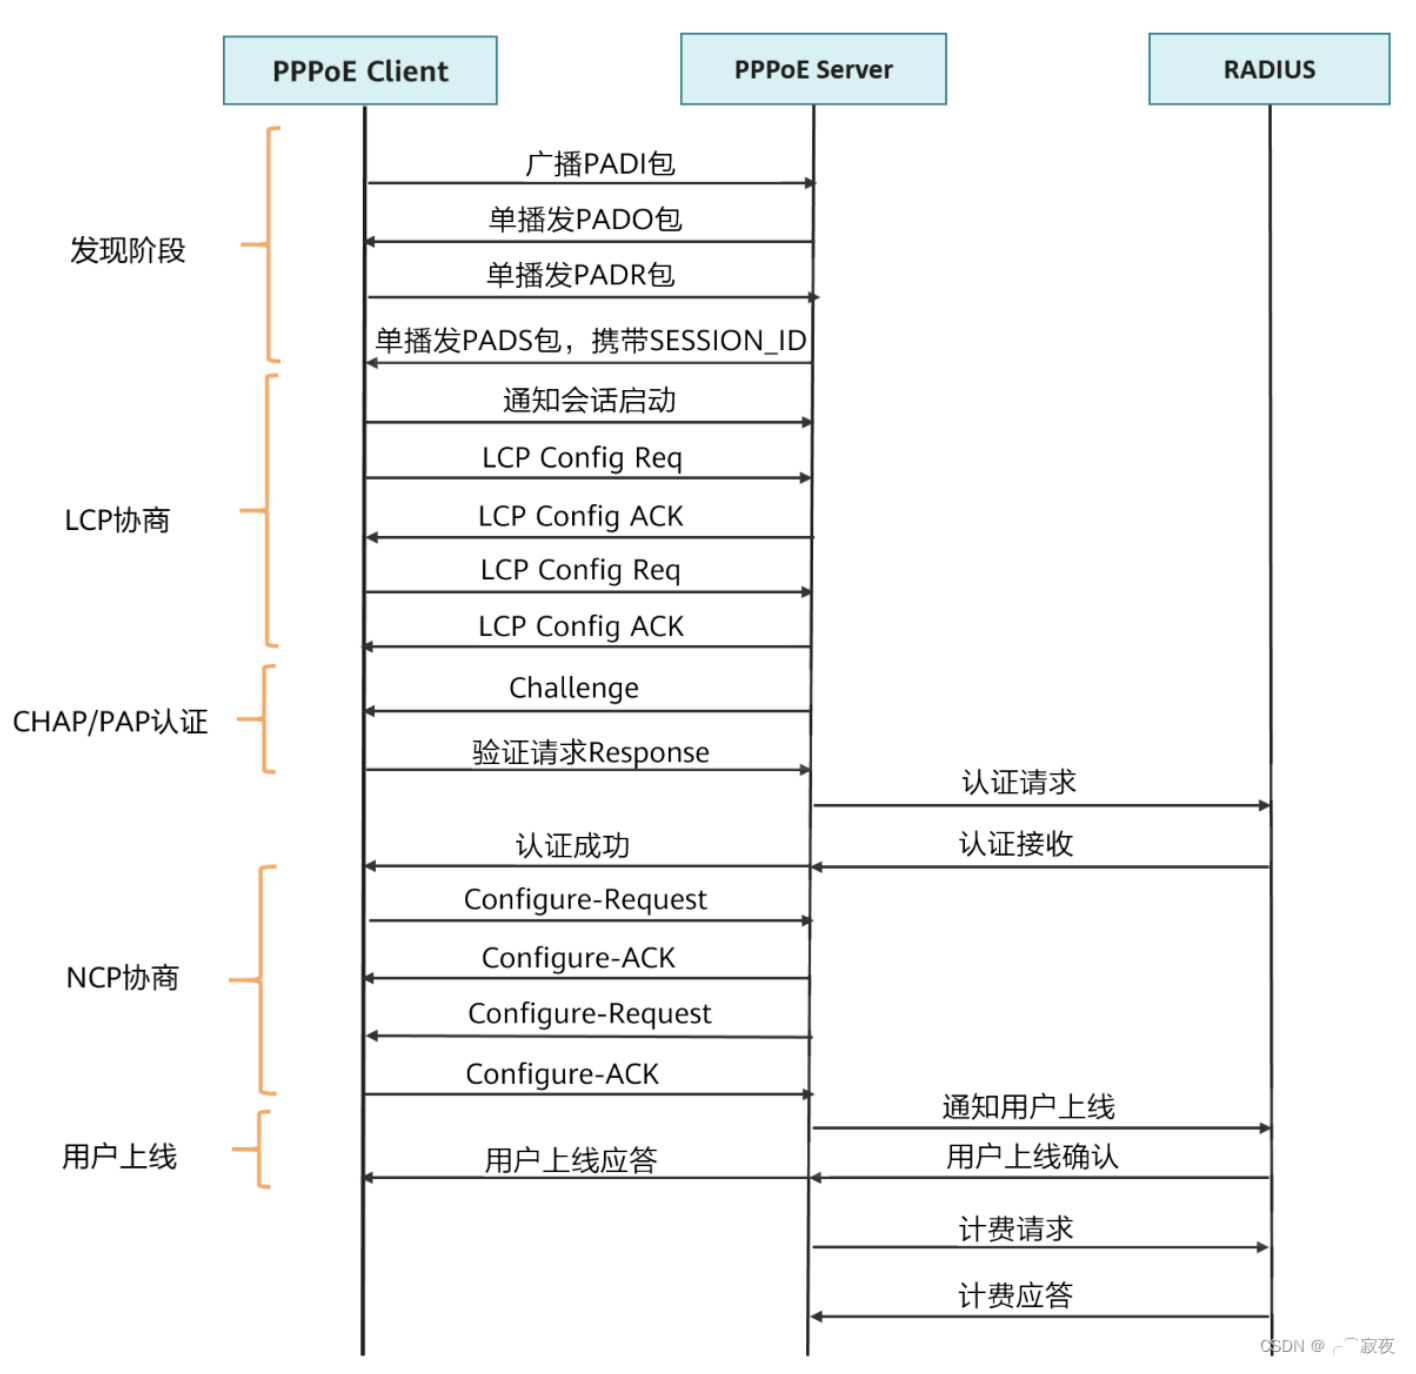 PPPoE Client
PPPoE Server
RADIUS
广播PADI包
单播发PADO包
发现阶段
单播发PADR包
单播发PADS包，携带SESSION_ID
通知会话启动
LCP Config Req
LCP协商
LCP Config ACK
LCP Config Req
LCP Config ACK
Challenge
CHAP/PAP认证
验证请求Response
认证请求
认证成功
认证接收
Configure-Request
Configure-ACK
NCP协商
Configure-Request
Configure-ACK
通知用户上线
用户上线
用户上线应答
用户上线确认
计费请求
计费应答
CSDN @╭⌒寂夜